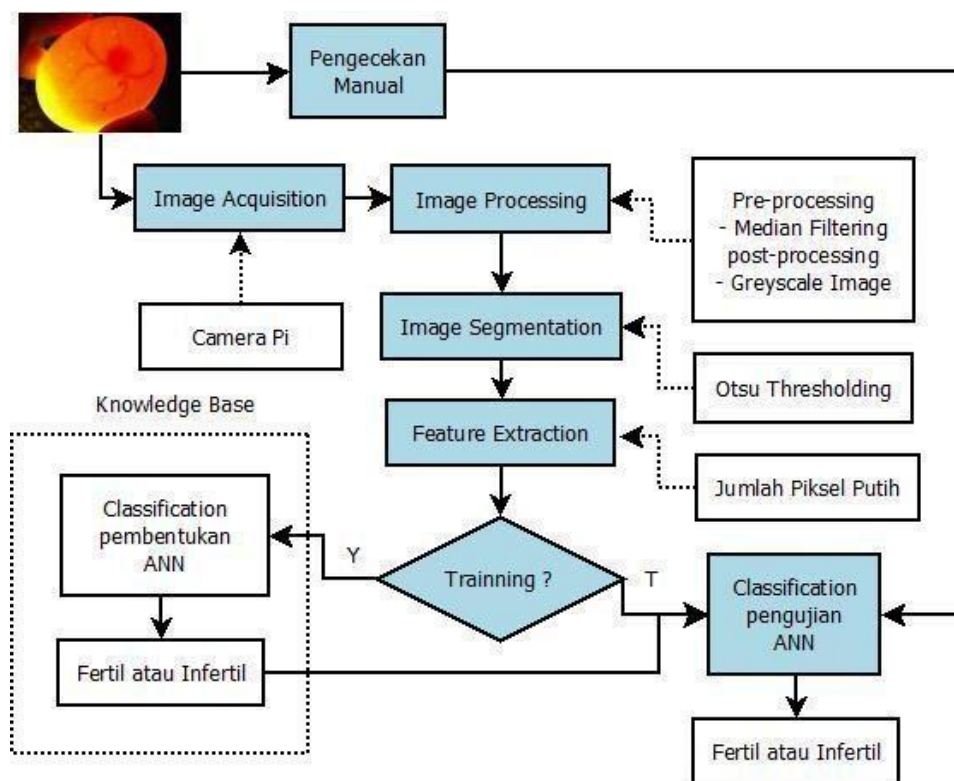 Pengecekan
Manual
Image Acquisition
Image Processing
Pre-processing
- Median Filtering
post-processing
- Greyscale Image
Camera Pi
Image Segmentation
Otsu Thresholding
Knowledge Base
Feature Extraction
Jumlah Piksel Putih
Classification
pembentukan
ANN
Y
Trainning ?
T
Classification
pengujian
ANN
Fertil atau Infertil
Fertil atau Infertil